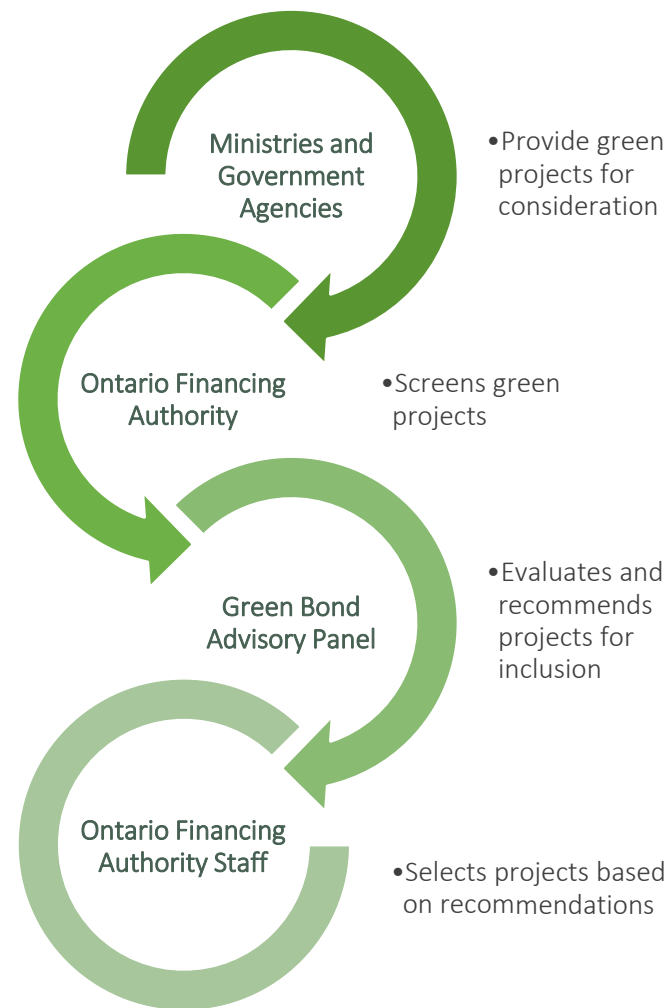 Ministries and
Government
Agencies
•Provide green
projects for
consideration
Ontario Financing
Authority
•Screens green
projects
Green Bond
Advisory Panel
•Evaluates and
recommends
projects for
inclusion
Ontario Financing
Authority Staff
•Selects projects based
on recommendations